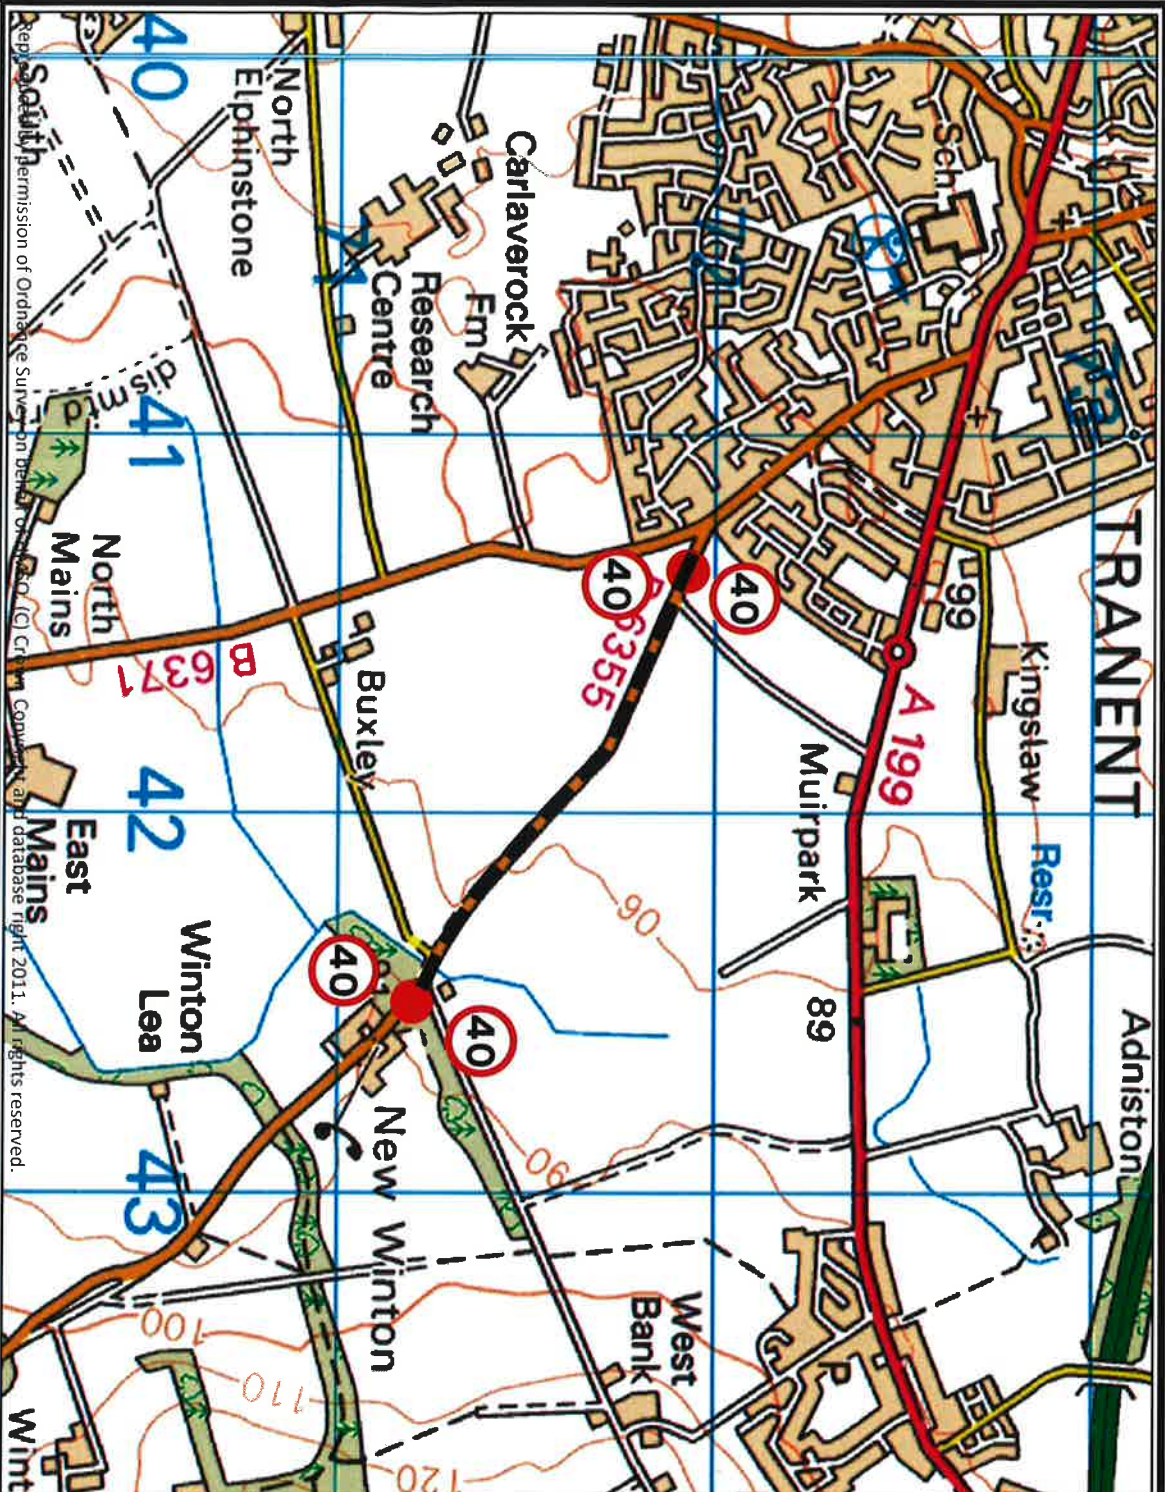 TRANENT
Adniston
Kingslaw
Resr
99
A 199
Muirpark
89
Sch
73
72
71
40
40
B 6355
90
Carlaverock
Fm
Research
Centre
North
Elphinstone
40
South
dismtd
41
North
Mains
B
6371
Buxley
42
East
Mains
Winton
Lea
40
40
91
New Winton
90
43
West
Bank
P
100
110
120
Wint
Reproduced by permission of Ordnance Survey on behalf of HMSO. (C) Crown Copyright and database right 2011. All rights reserved.